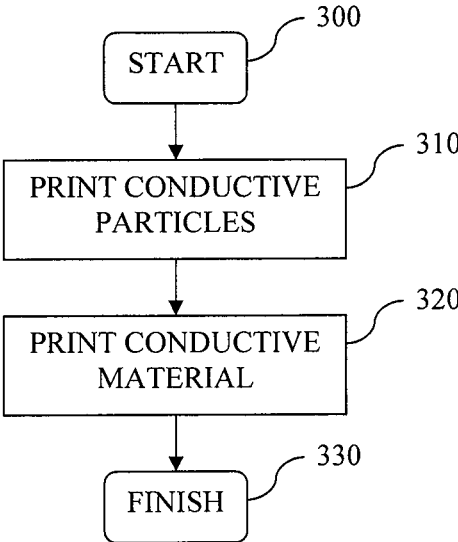 300
START
310
PRINT CONDUCTIVE
PARTICLES
320
PRINT CONDUCTIVE
MATERIAL
330
FINISH